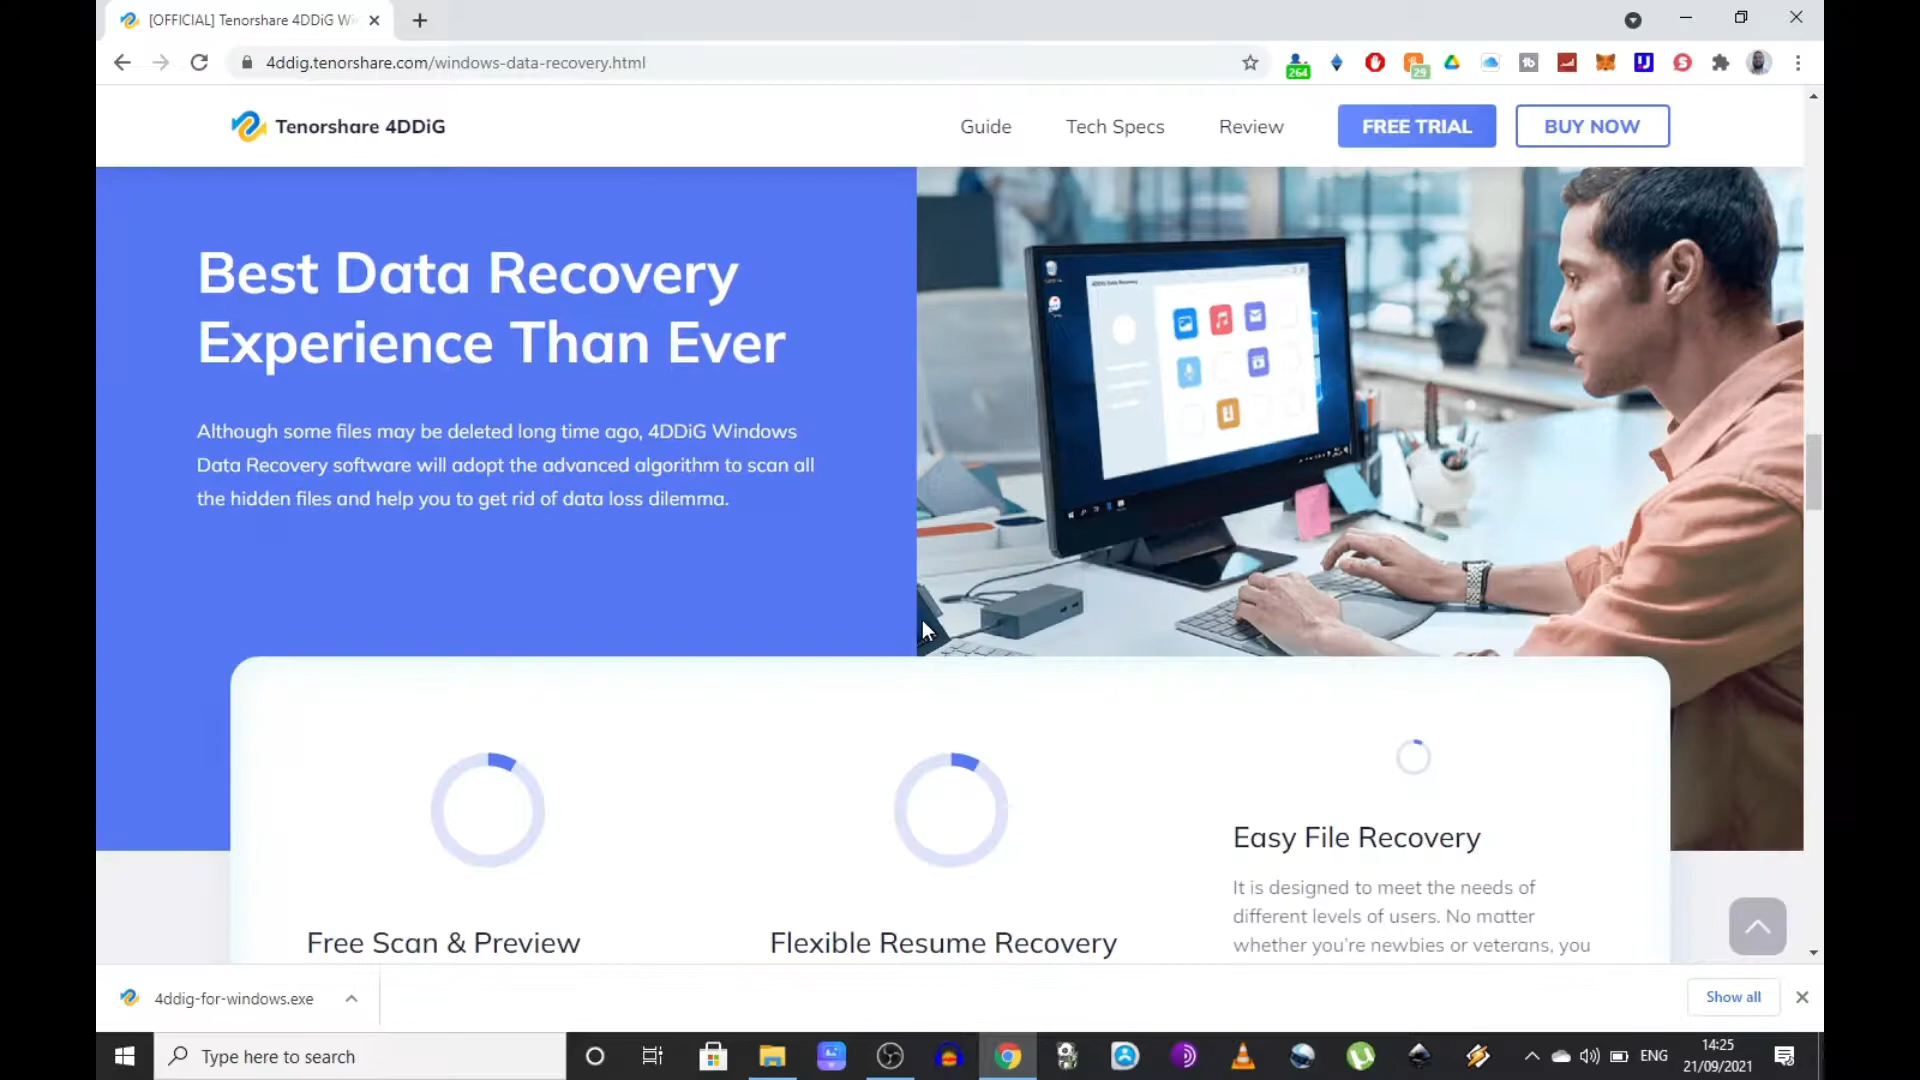 [OFFICIAL] Tenorshare 4DDiG Wi
4ddig.tenorshare.com/windows-data-recovery.html
264
29
Tenorshare 4DDiG
Guide
Tech Specs
Review
FREE TRIAL
BUY NOW
Best Data Recovery
Experience Than Ever
Although some files may be deleted long time ago, 4DDiG Windows
Data Recovery software will adopt the advanced algorithm to scan all
the hidden files and help you to get rid of data loss dilemma.
Free Scan & Preview
Flexible Resume Recovery
Easy File Recovery
It is designed to meet the needs of
different levels of users. No matter
whether you're newbies or veterans, you
4ddig-for-windows.exe
Show all
Type here to search
ENG
14:25
21/09/2021